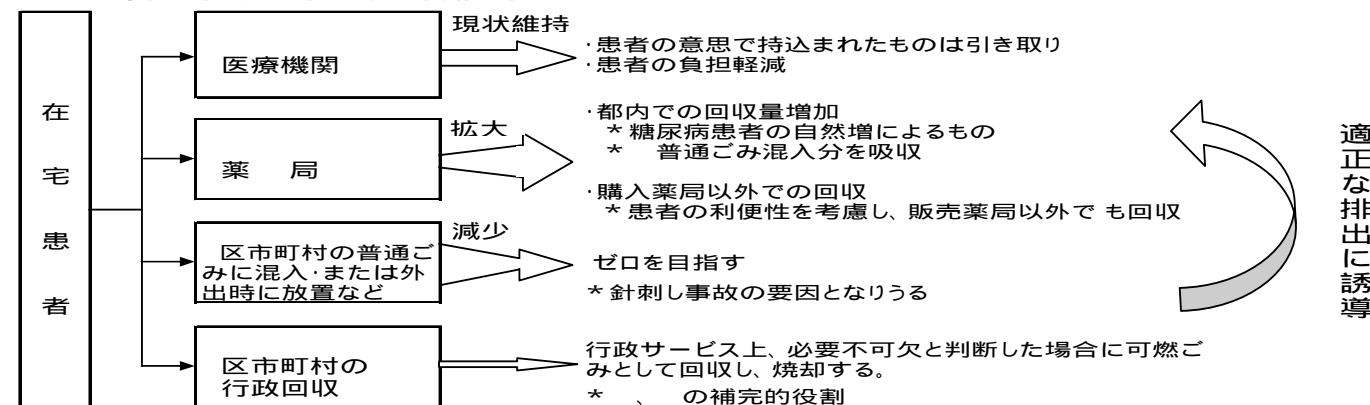 在宅患者
医療機関
現状維持
・患者の意思で持込まれたものは引き取り
・患者の負担軽減
薬　局
拡大
・都内での回収量増加
＊糖尿病患者の自然増によるもの
＊　普通ごみ混入分を吸収
・購入薬局以外での回収
＊患者の利便性を考慮し、販売薬局以外で も回収
区市町村の普通ご
みに混入・または外
出時に放置など
減少
ゼロを目指す
＊針刺し事故の要因となりうる
区市町村の
行政回収
行政サービス上、必要不可欠と判断した場合に可燃ご
みとして回収し、焼却する。
＊　、　の補完的役割
適正な排出に誘導